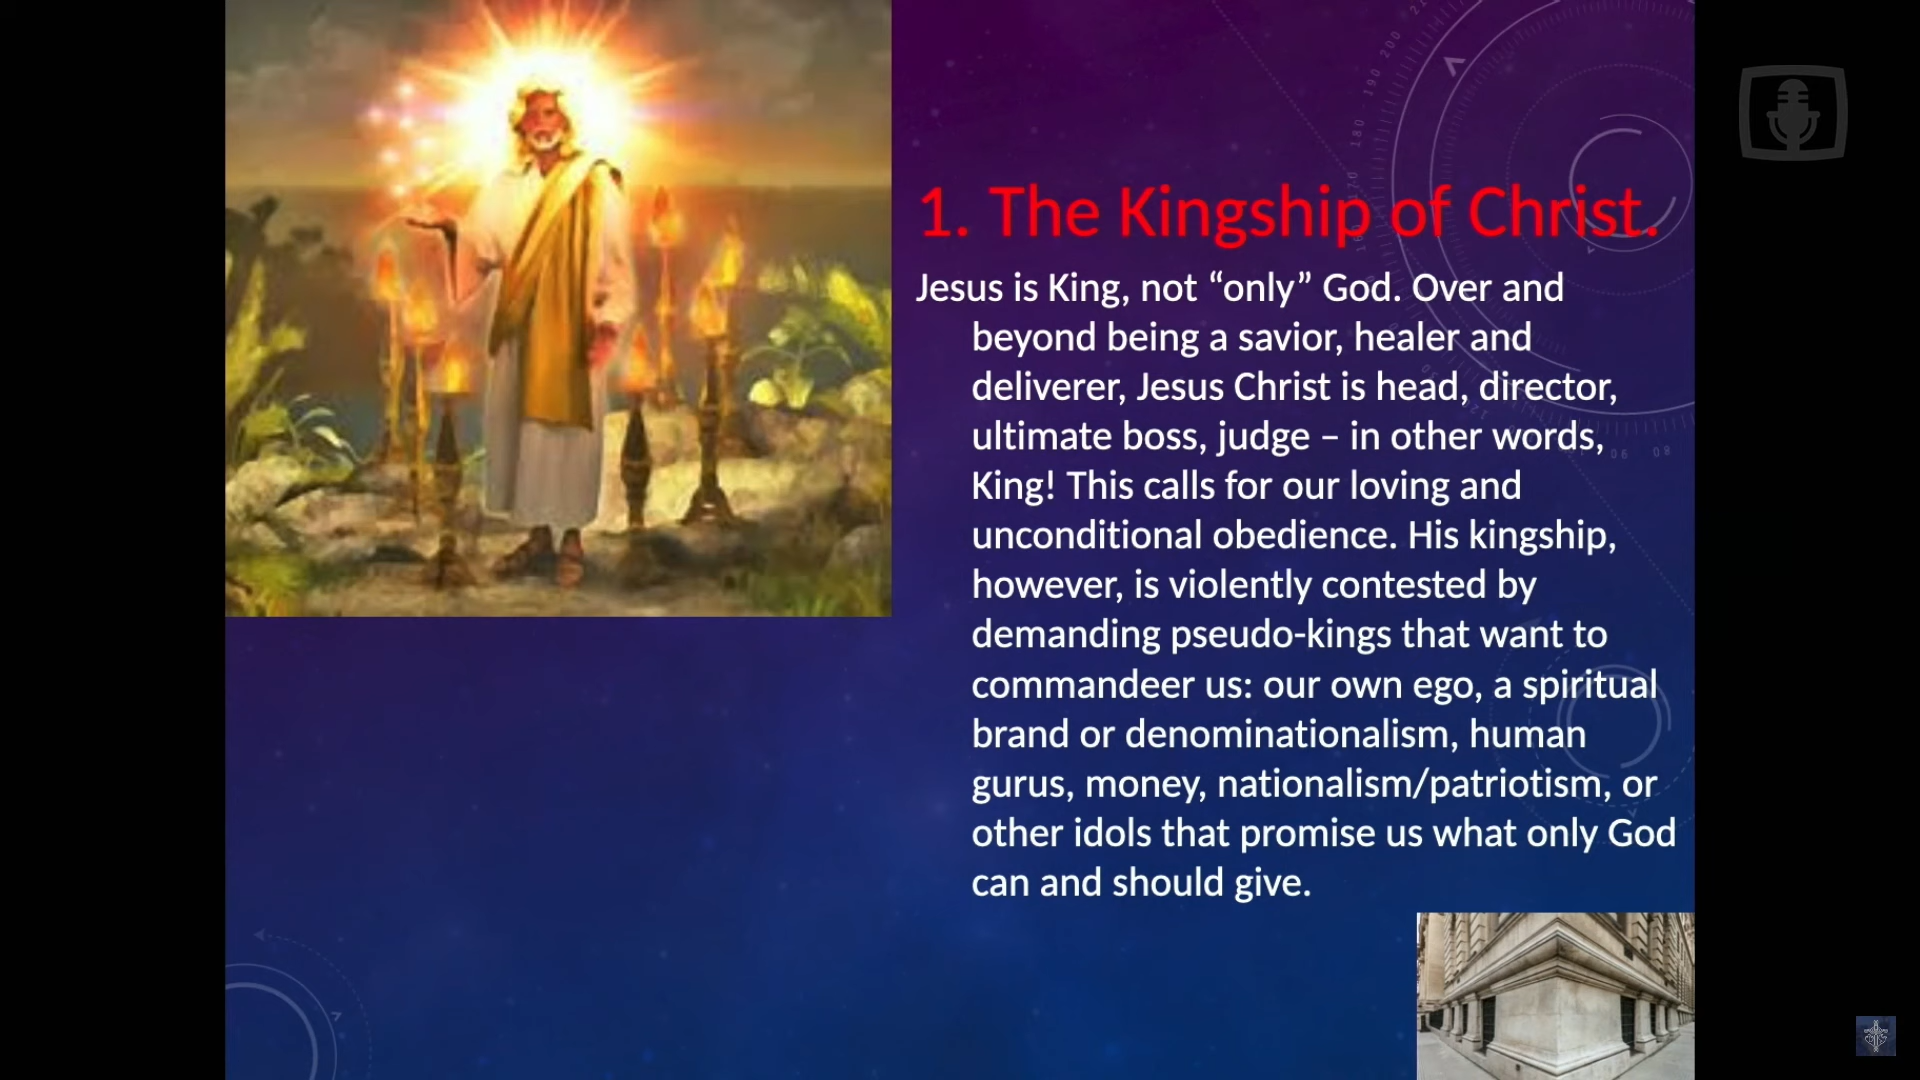 1. The Kingship of Christ.
Jesus is King, not “only” God. Over and
beyond being a savior, healer and
deliverer, Jesus Christ is head, director,
ultimate boss, judge – in other words,
King! This calls for our loving and
unconditional obedience. His kingship,
however, is violently contested by
demanding pseudo-kings that want to
commandeer us: our own ego, a spiritual
brand or denominationalism, human
gurus, money, nationalism/patriotism, or
other idols that promise us what only God
can and should give.